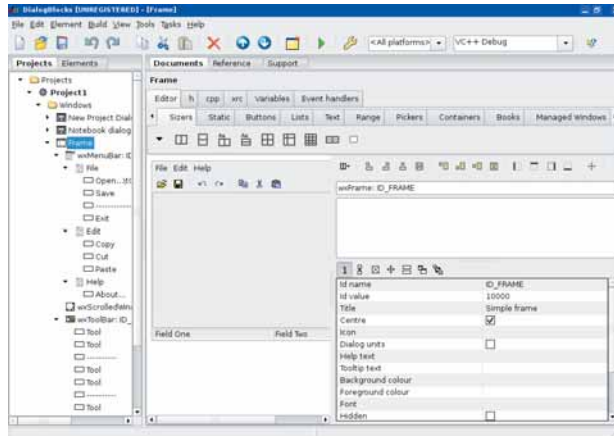 DialogBlocks [UNREGISTERED] - [Frame]
File Edit Element Build View Tools Tasks Help
<All platforms>
VC++ Debug
Projects Elements
Projects
Project1
Windows
New Project Dial
Notebook dialog
Frame
wxMenuBar: ID
File
Open...
Save
----------
Exit
Edit
Copy
Cut
Paste
Help
About...
wxScrolledWin
wxToolBar: ID_
Tool
Tool
----------
Tool
Tool
----------
Tool
Documents Reference Support
Frame
Editor h cpp xrc Variables Event handlers
Sizers Static Buttons Lists Text Range Pickers Containers Books Managed Windows
File Edit Help
Field One Field Two
wxFrame: ID_FRAME
Id name ID_FRAME
Id value 10000
Title Simple frame
Centre
Icon
Dialog units
Help text
Tooltip text
Background colour
Foreground colour
Font
Hidden